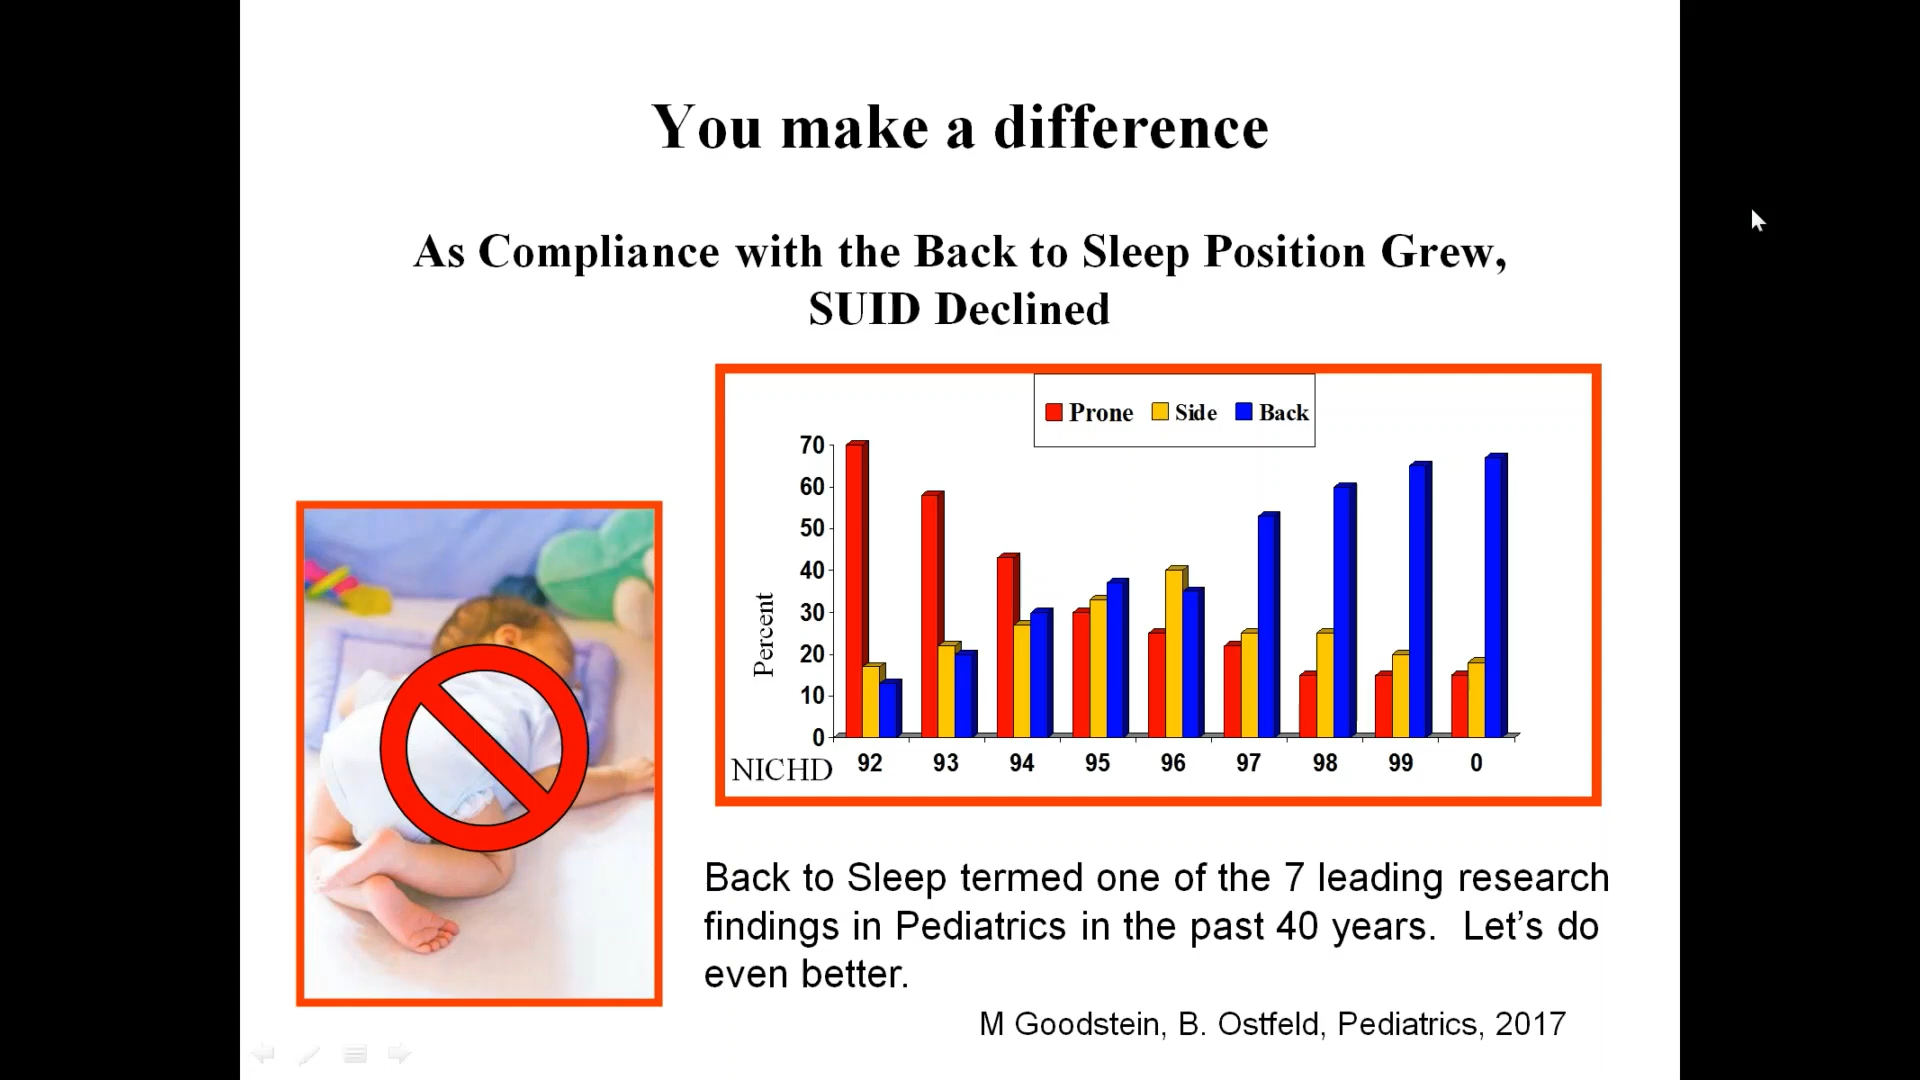 You make a difference
As Compliance with the Back to Sleep Position Grew,
SUID Declined
Prone Side Back
70
60
50
40
30
20
10
0
Percent
NICHD 92 93 94 95 96 97 98 99 0
Back to Sleep termed one of the 7 leading research
findings in Pediatrics in the past 40 years.  Let’s do
even better.
M Goodstein, B. Ostfeld, Pediatrics, 2017